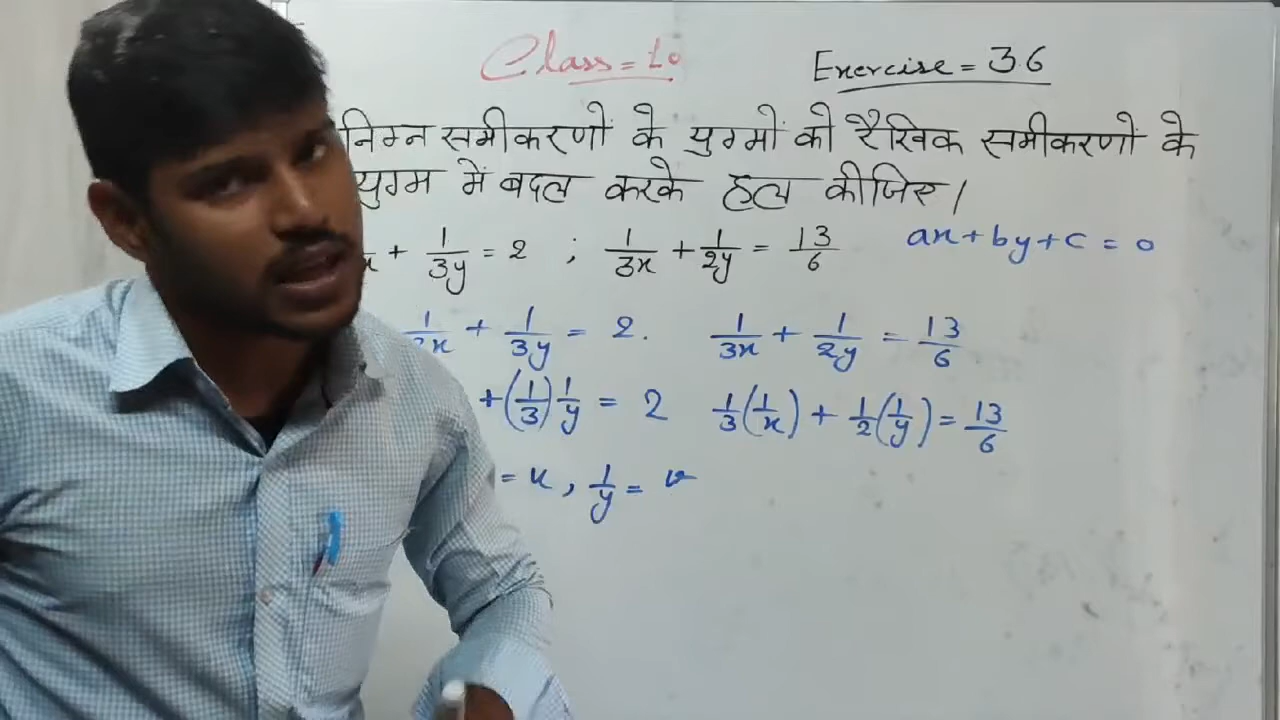 Class = 10
Exercise = 3.6
निम्न समीकरणों के युग्मों को रैखिक समीकरणो के
युग्म में बदल करके हल कीजिए।
+ 1/3y = 2 ; 1/3x + 1/2y = 13/6
ax + by + c = 0
1/2x + 1/3y = 2. 1/3x + 1/2y = 13/6
+ (1/3) 1/y = 2 1/3 (1/x) + 1/2 (1/y) = 13/6
= u, 1/y = v